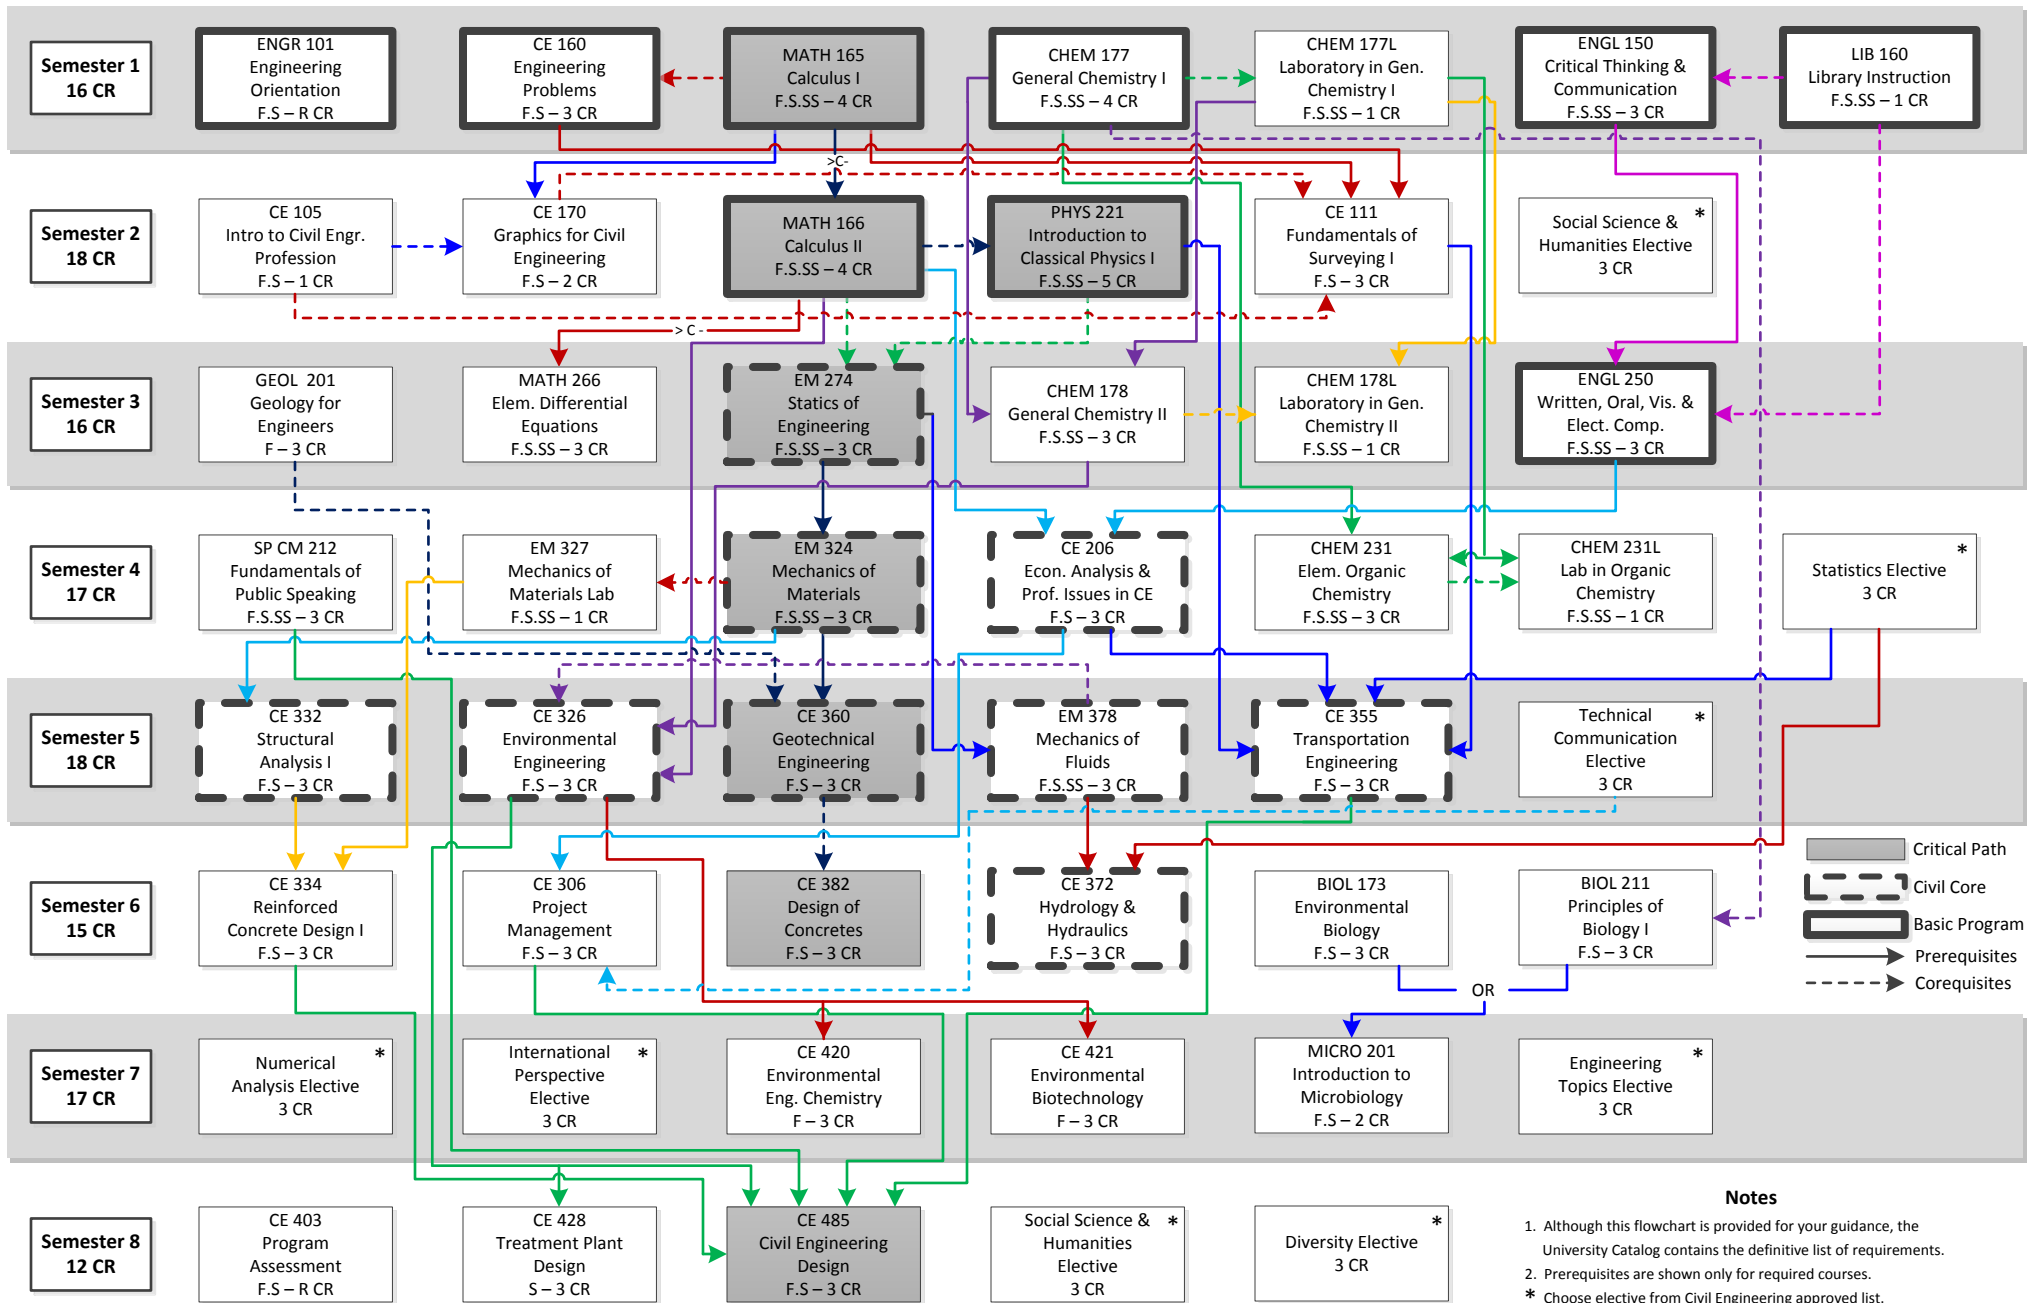 Semester 1
16 CR
ENGR 101
Engineering
Orientation
F.S – R CR
CE 160
Engineering
Problems
F.S – 3 CR
MATH 165
Calculus I
F.S.SS – 4 CR
CHEM 177
General Chemistry I
F.S.SS – 4 CR
CHEM 177L
Laboratory in Gen.
Chemistry I
F.S.SS – 1 CR
ENGL 150
Critical Thinking &
Communication
F.S.SS – 3 CR
LIB 160
Library Instruction
F.S.SS – 1 CR
>C-
Semester 2
18 CR
CE 105
Intro to Civil Engr.
Profession
F.S – 1 CR
CE 170
Graphics for Civil
Engineering
F.S – 2 CR
MATH 166
Calculus II
F.S.SS – 4 CR
PHYS 221
Introduction to
Classical Physics I
F.S.SS – 5 CR
CE 111
Fundamentals of
Surveying I
F.S – 3 CR
Social Science & *
Humanities Elective
3 CR
> C -
Semester 3
16 CR
GEOL 201
Geology for
Engineers
F – 3 CR
MATH 266
Elem. Differential
Equations
F.S.SS – 3 CR
EM 274
Statics of
Engineering
F.S.SS – 3 CR
CHEM 178
General Chemistry II
F.S.SS – 3 CR
CHEM 178L
Laboratory in Gen.
Chemistry II
F.S.SS – 1 CR
ENGL 250
Written, Oral, Vis. &
Elect. Comp.
F.S.SS – 3 CR
Semester 4
17 CR
SP CM 212
Fundamentals of
Public Speaking
F.S.SS – 3 CR
EM 327
Mechanics of
Materials Lab
F.S.SS – 1 CR
EM 324
Mechanics of
Materials
F.S.SS – 3 CR
CE 206
Econ. Analysis &
Prof. Issues in CE
F.S – 3 CR
CHEM 231
Elem. Organic
Chemistry
F.S.SS – 3 CR
CHEM 231L
Lab in Organic
Chemistry
F.S.SS – 1 CR
*
Statistics Elective
3 CR
Semester 5
18 CR
CE 332
Structural
Analysis I
F.S – 3 CR
CE 326
Environmental
Engineering
F.S – 3 CR
CE 360
Geotechnical
Engineering
F.S – 3 CR
EM 378
Mechanics of
Fluids
F.S.SS – 3 CR
CE 355
Transportation
Engineering
F.S – 3 CR
Technical *
Communication
Elective
3 CR
Semester 6
15 CR
CE 334
Reinforced
Concrete Design I
F.S – 3 CR
CE 306
Project
Management
F.S – 3 CR
CE 382
Design of
Concretes
F.S – 3 CR
CE 372
Hydrology &
Hydraulics
F.S – 3 CR
BIOL 173
Environmental
Biology
F.S – 3 CR
BIOL 211
Principles of
Biology I
F.S – 3 CR
OR
Critical Path
Civil Core
Basic Program
Prerequisites
Corequisites
Semester 7
17 CR
Numerical *
Analysis Elective
3 CR
International *
Perspective
Elective
3 CR
CE 420
Environmental
Eng. Chemistry
F – 3 CR
CE 421
Environmental
Biotechnology
F – 3 CR
MICRO 201
Introduction to
Microbiology
F.S – 2 CR
Engineering *
Topics Elective
3 CR
Semester 8
12 CR
CE 403
Program
Assessment
F.S – R CR
CE 428
Treatment Plant
Design
S – 3 CR
CE 485
Civil Engineering
Design
F.S – 3 CR
Social Science & *
Humanities
Elective
3 CR
*
Diversity Elective
3 CR
Notes
1. Although this flowchart is provided for your guidance, the
University Catalog contains the definitive list of requirements.
2. Prerequisites are shown only for required courses.
* Choose elective from Civil Engineering approved list.